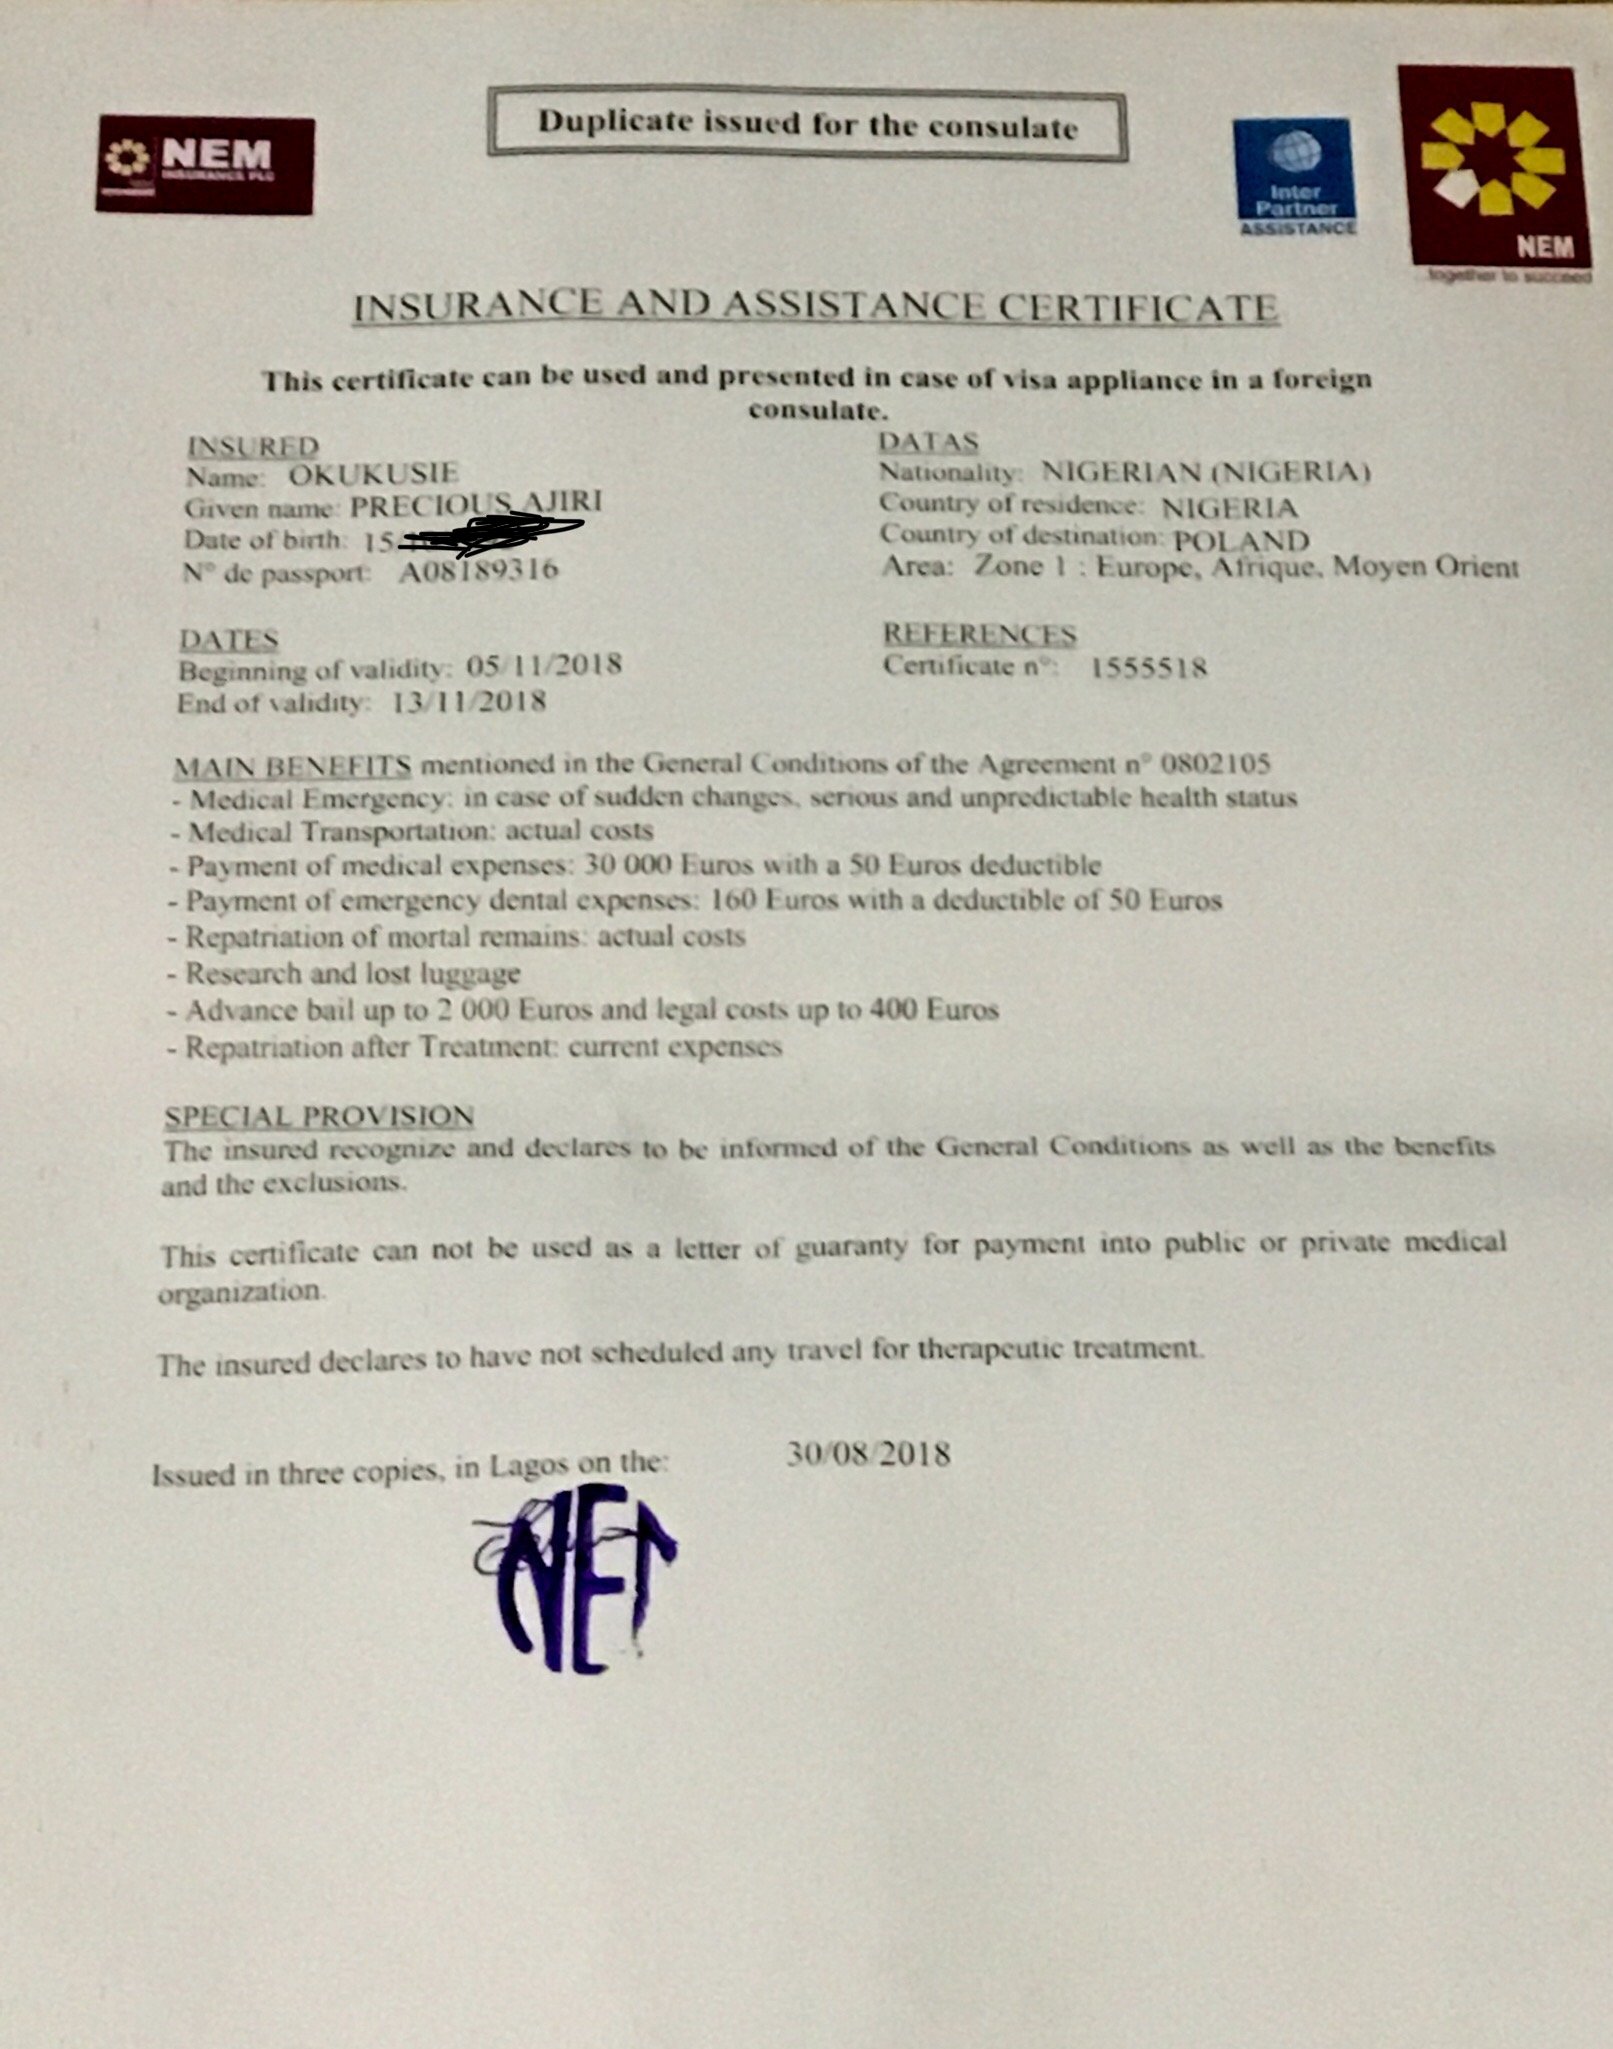 Duplicate issued for the consulate
NEM
INSURANCE PLC
Inter
Partner
ASSISTANCE
NEM
together to succeed
INSURANCE AND ASSISTANCE CERTIFICATE
This certificate can be used and presented in case of visa appliance in a foreign
consulate.
INSURED
Name: OKUKUSIE
Given name: PRECIOUS AJIRI
Date of birth: 15
N° de passport: A08189316
DATAS
Nationality: NIGERIAN (NIGERIA)
Country of residence: NIGERIA
Country of destination: POLAND
Area: Zone 1 : Europe, Afrique, Moyen Orient
DATES
Beginning of validity: 05/11/2018
End of validity: 13/11/2018
REFERENCES
Certificate n°: 1555518
MAIN BENEFITS mentioned in the General Conditions of the Agreement n° 0802105
- Medical Emergency: in case of sudden changes, serious and unpredictable health status
- Medical Transportation: actual costs
- Payment of medical expenses: 30 000 Euros with a 50 Euros deductible
- Payment of emergency dental expenses: 160 Euros with a deductible of 50 Euros
- Repatriation of mortal remains: actual costs
- Research and lost luggage
- Advance bail up to 2 000 Euros and legal costs up to 400 Euros
- Repatriation after Treatment: current expenses
SPECIAL PROVISION
The insured recognize and declares to be informed of the General Conditions as well as the benefits
and the exclusions.
This certificate can not be used as a letter of guaranty for payment into public or private medical
organization.
The insured declares to have not scheduled any travel for therapeutic treatment.
Issued in three copies, in Lagos on the: 30/08/2018